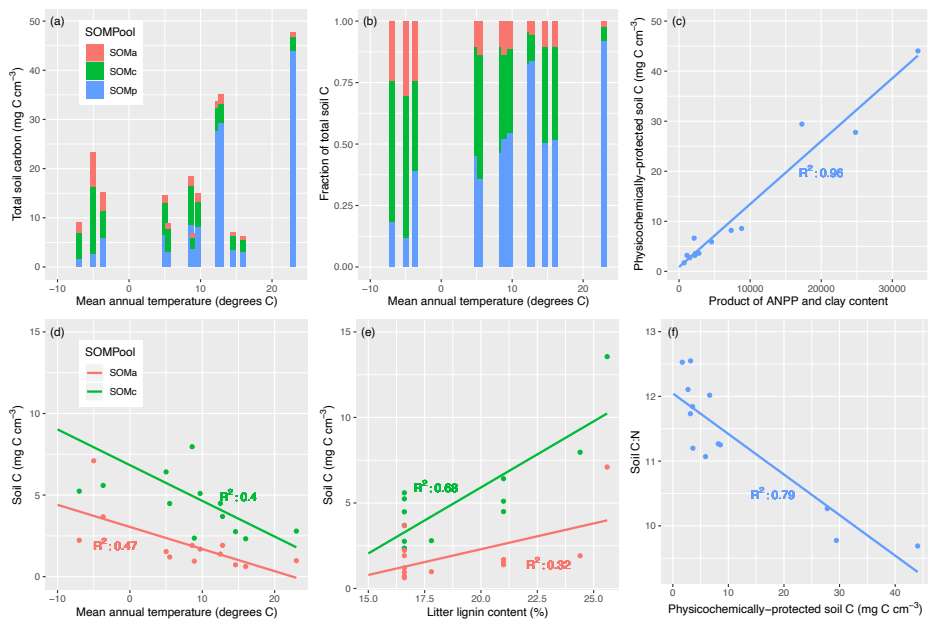 (a)
SOMPool
SOMa
SOMc
SOMp
Total soil carbon (mg C cm−3)
50
40
30
20
10
0
−10
0
10
20
Mean annual temperature (degrees C)
(b)
Fraction of total soil C
1.00
0.75
0.50
0.25
0.00
−10
0
10
20
Mean annual temperature (degrees C)
(c)
Physicochemically−protected soil C (mg C cm−3)
50
40
30
20
10
0
R2: 0.96
0
10000
20000
30000
Product of ANPP and clay content
(d)
SOMPool
SOMa
SOMc
Soil C (mg C cm−3)
15
10
5
0
R2: 0.4
R2: 0.47
−10
0
10
20
Mean annual temperature (degrees C)
(e)
Soil C (mg C cm−3)
15
10
5
0
R2: 0.68
R2: 0.32
15.0
17.5
20.0
22.5
25.0
Litter lignin content (%)
(f)
Soil C:N
13
12
11
10
R2: 0.79
0
10
20
30
40
Physicochemically−protected soil C (mg C cm−3)